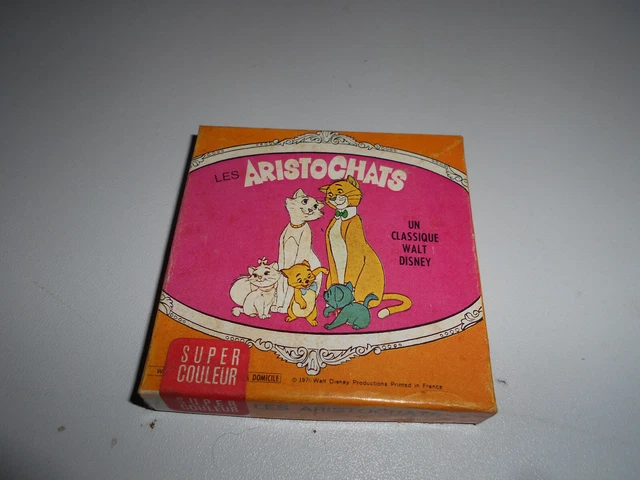 LES ARISTOCHATS
UN
CLASSIQUE
WALT
DISNEY
SUPER
COULEUR
DOMICILE
Walt Disney Productions Printed in France
SUPER
COULEUR
LES ARISTOCHATS